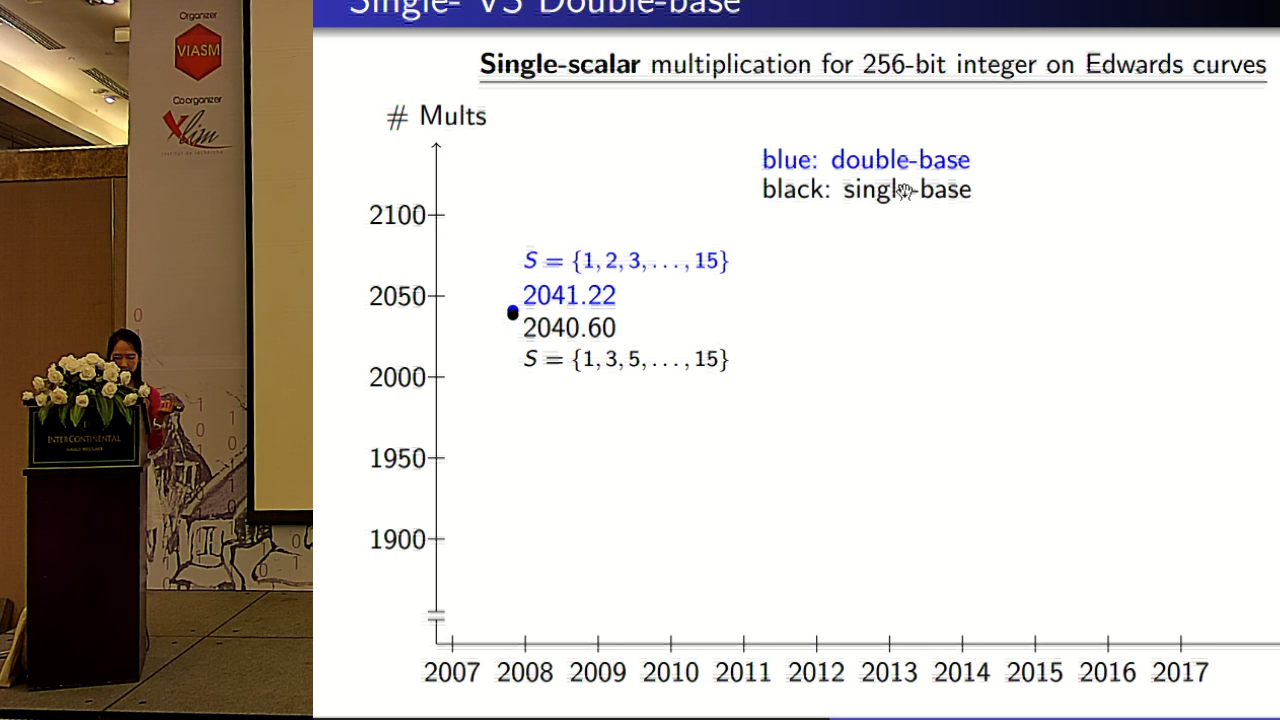 Organizer
VIASM
Coorganizer
Xlim
INTERCONTINENTAL
Single- VS Double-base
Single-scalar multiplication for 256-bit integer on Edwards curves
# Mults
blue: double-base
black: single-base
2100
S = {1, 2, 3, . . . , 15}
2050
2041.22
2040.60
S = {1, 3, 5, . . . , 15}
2000
1950
1900
2007 2008 2009 2010 2011 2012 2013 2014 2015 2016 2017